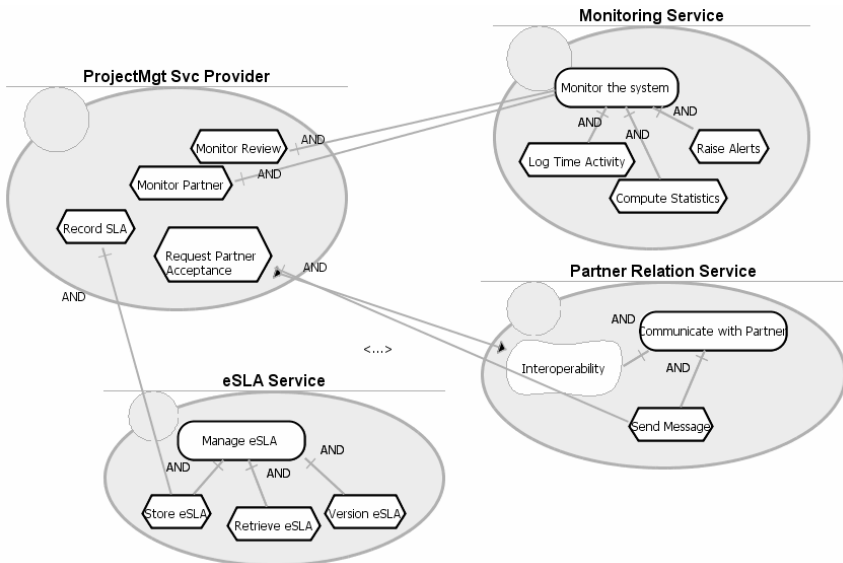 Monitoring Service
ProjectMgt Svc Provider
Monitor the system
AND
AND
AND
Log Time Activity
Raise Alerts
Compute Statistics
Monitor Review
AND
Monitor Partner
AND
Record SLA
Request Partner
Acceptance
AND
AND
Partner Relation Service
AND
Communicate with Partner
Interoperability
AND
Send Message
<...>
eSLA Service
Manage eSLA
AND
AND
AND
Store eSLA
Retrieve eSLA
Version eSLA